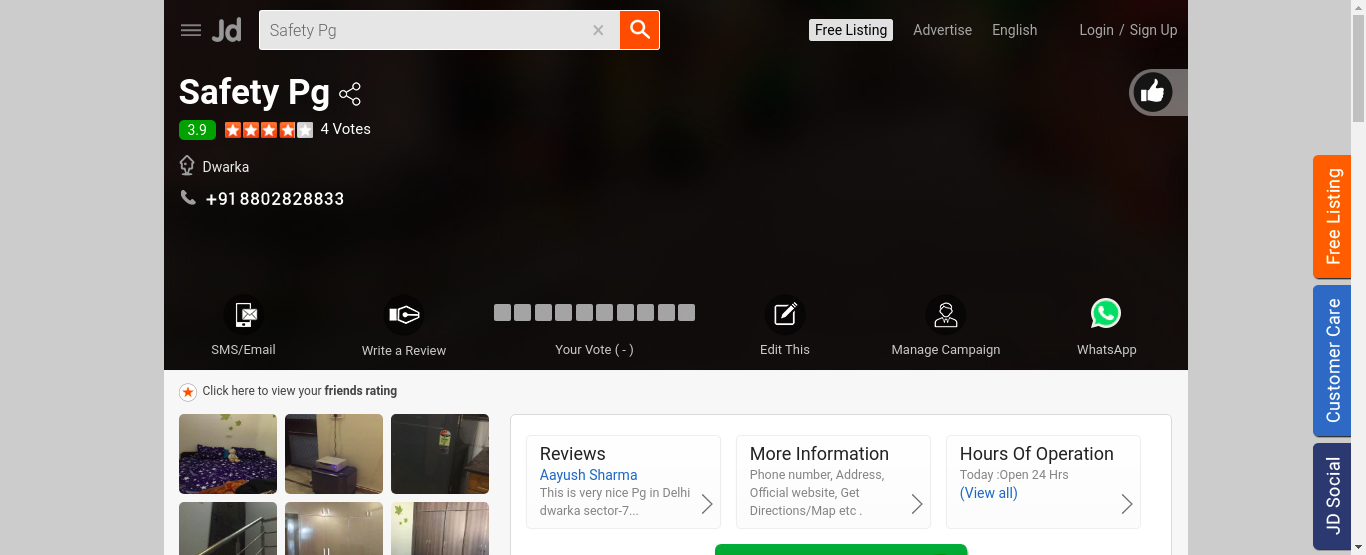 Jd
Safety Pg
Free Listing
Advertise
English
Login / Sign Up
Safety Pg
3.9
4 Votes
Dwarka
+918802828833
SMS/Email
Write a Review
Your Vote ( - )
Edit This
Manage Campaign
WhatsApp
Click here to view your friends rating
Reviews
Aayush Sharma
This is very nice Pg in Delhi
dwarka sector-7...
More Information
Phone number, Address,
Official website, Get
Directions/Map etc .
Hours Of Operation
Today :Open 24 Hrs
(View all)
Free Listing
Customer Care
JD Social